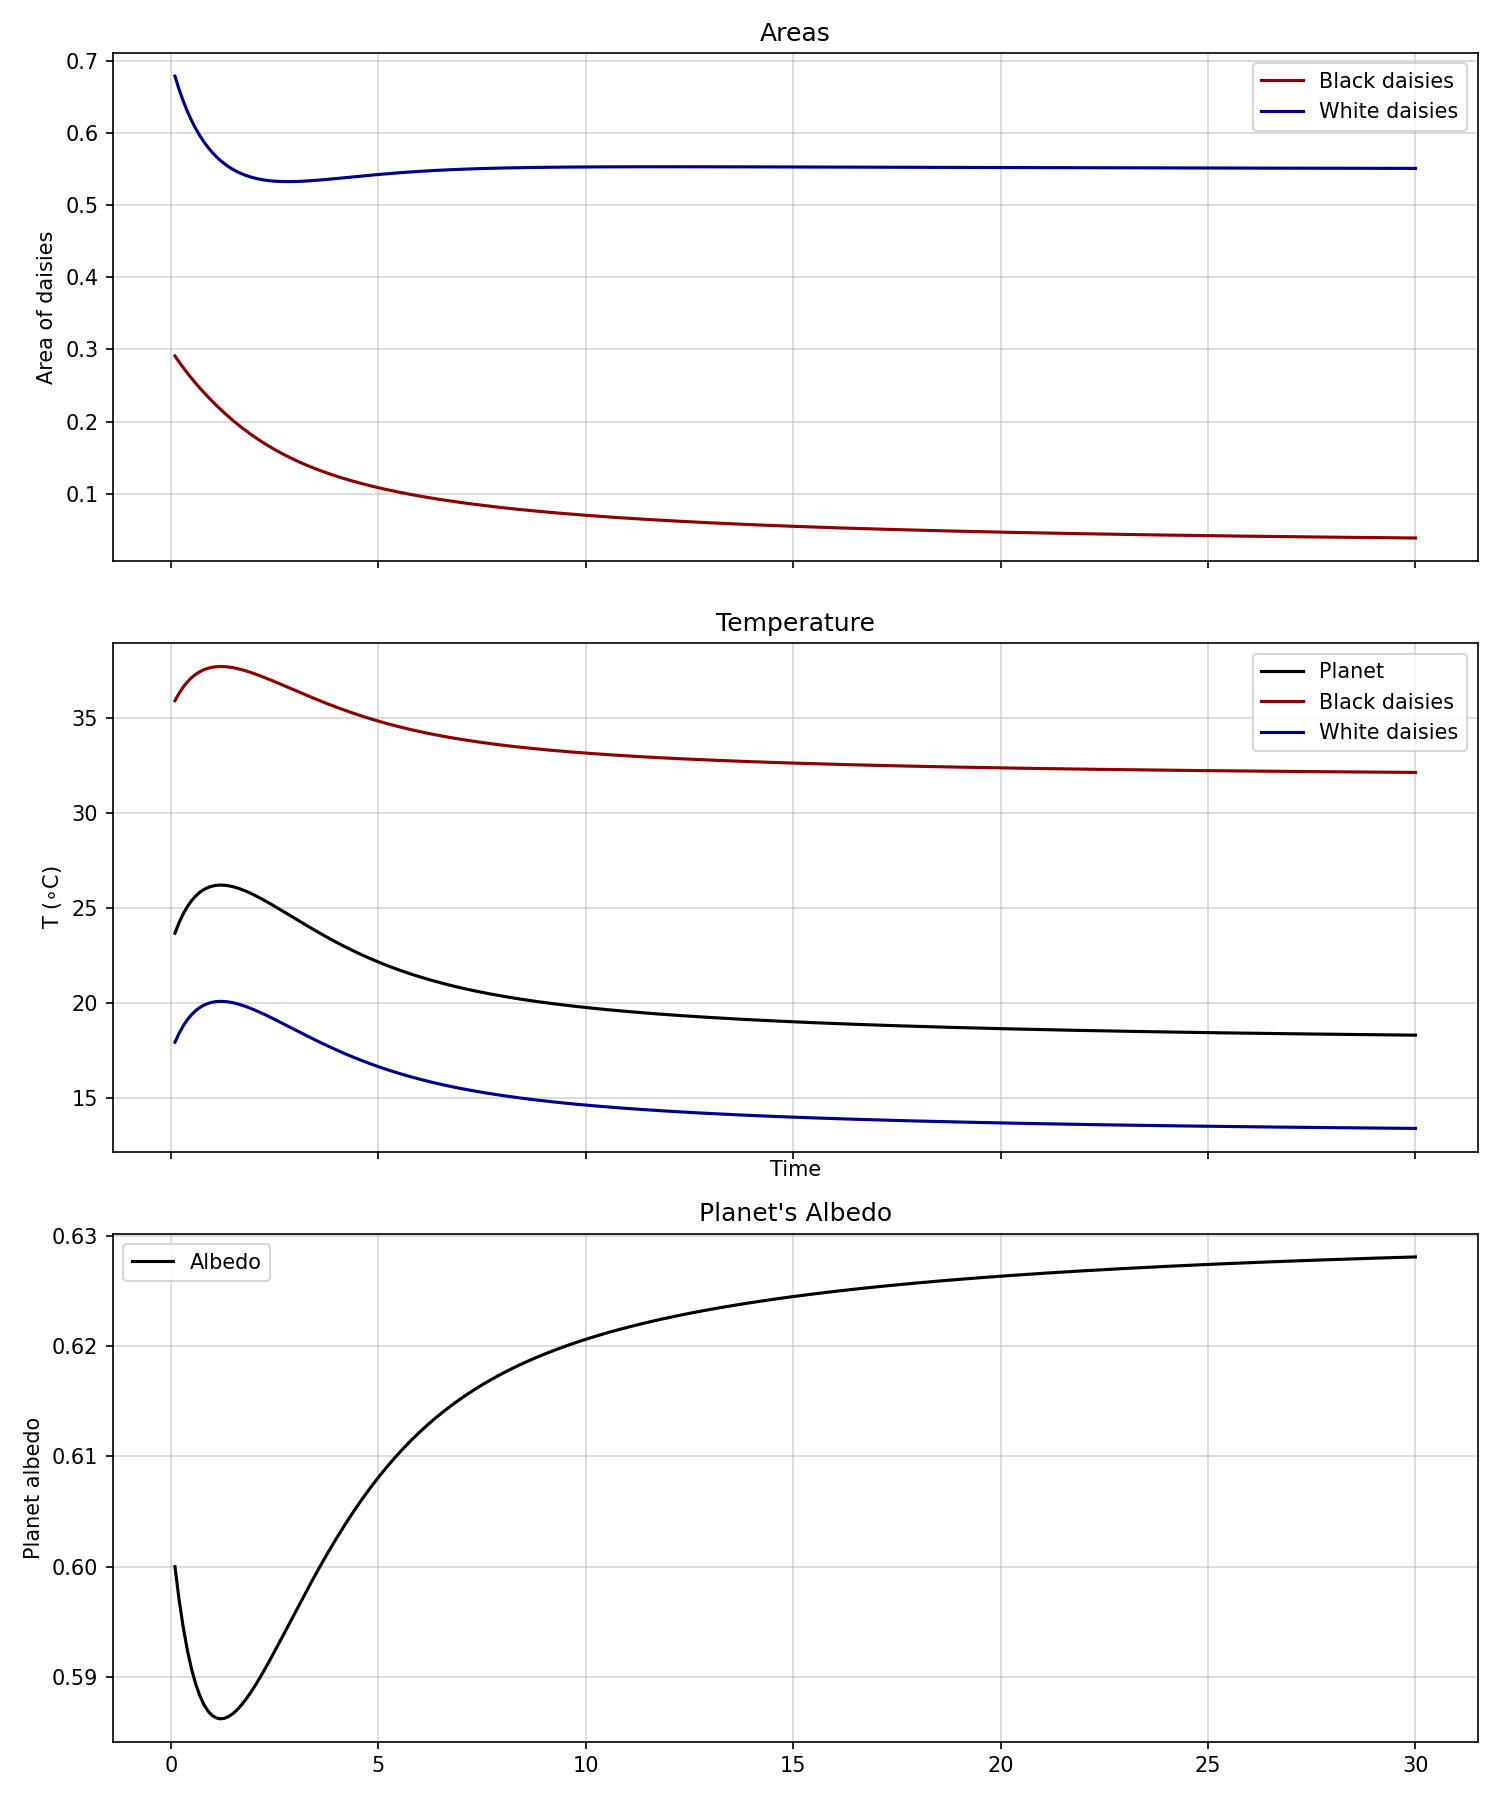 Areas
0.7
0.6
0.5
0.4
0.3
0.2
0.1
Area of daisies
Black daisies
White daisies
Temperature
35
30
25
20
15
T (∘C)
Planet
Black daisies
White daisies
Time
Planet's Albedo
0.63
0.62
0.61
0.60
0.59
Planet albedo
Albedo
0 5 10 15 20 25 30